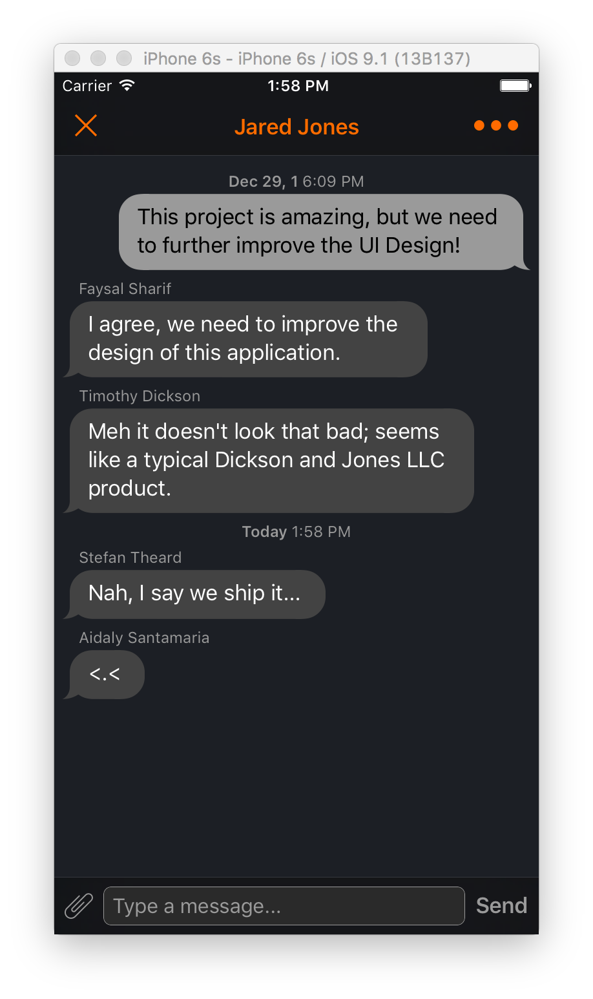 iPhone 6s - iPhone 6s / iOS 9.1 (13B137)
Carrier 1:58 PM
Jared Jones
Dec 29, 1 6:09 PM
This project is amazing, but we need
to further improve the UI Design!
Faysal Sharif
I agree, we need to improve the
design of this application.
Timothy Dickson
Meh it doesn't look that bad; seems
like a typical Dickson and Jones LLC
product.
Today 1:58 PM
Stefan Theard
Nah, I say we ship it...
Aidaly Santamaria
<.<
Type a message... Send